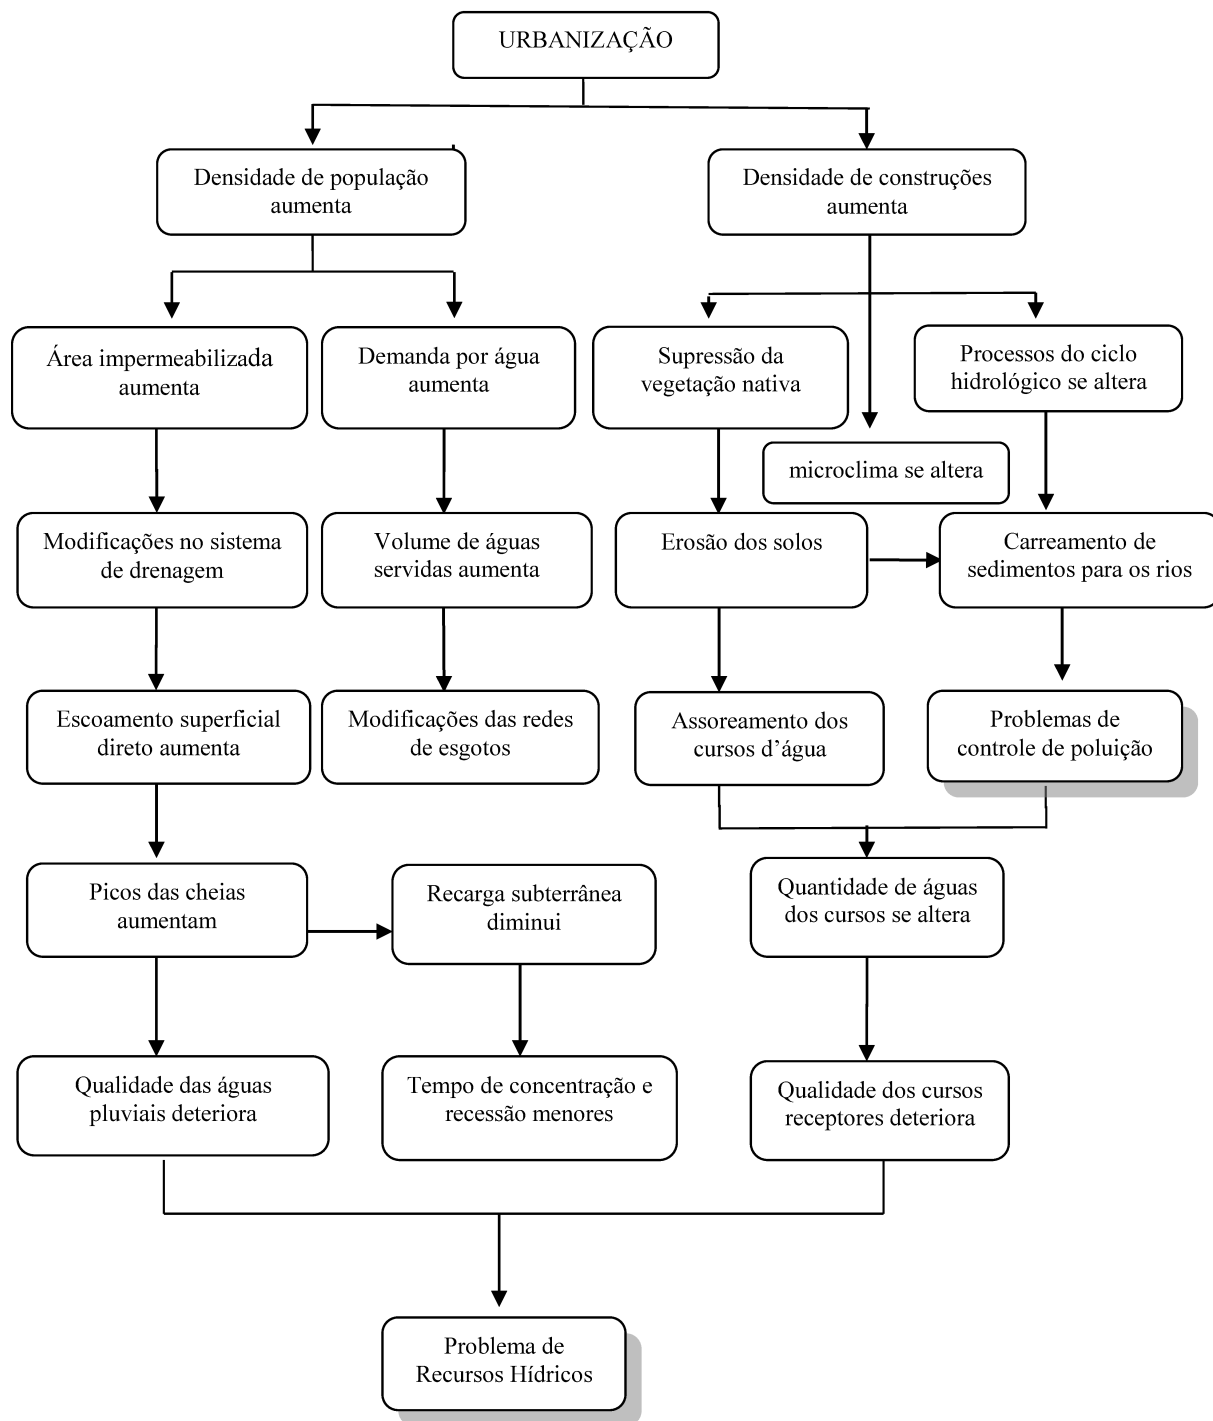 URBANIZAÇÃO
Densidade de população
aumenta
Densidade de construções
aumenta
Área impermeabilizada
aumenta
Demanda por água
aumenta
Supressão da
vegetação nativa
Processos do ciclo
hidrológico se altera
microclima se altera
Modificações no sistema
de drenagem
Volume de águas
servidas aumenta
Erosão dos solos
Carreamento de
sedimentos para os rios
Escoamento superficial
direto aumenta
Modificações das redes
de esgotos
Assoreamento dos
cursos d’água
Problemas de
controle de poluição
Picos das cheias
aumentam
Recarga subterrânea
diminui
Quantidade de águas
dos cursos se altera
Qualidade das águas
pluviais deteriora
Tempo de concentração e
recessão menores
Qualidade dos cursos
receptores deteriora
Problema de
Recursos Hídricos